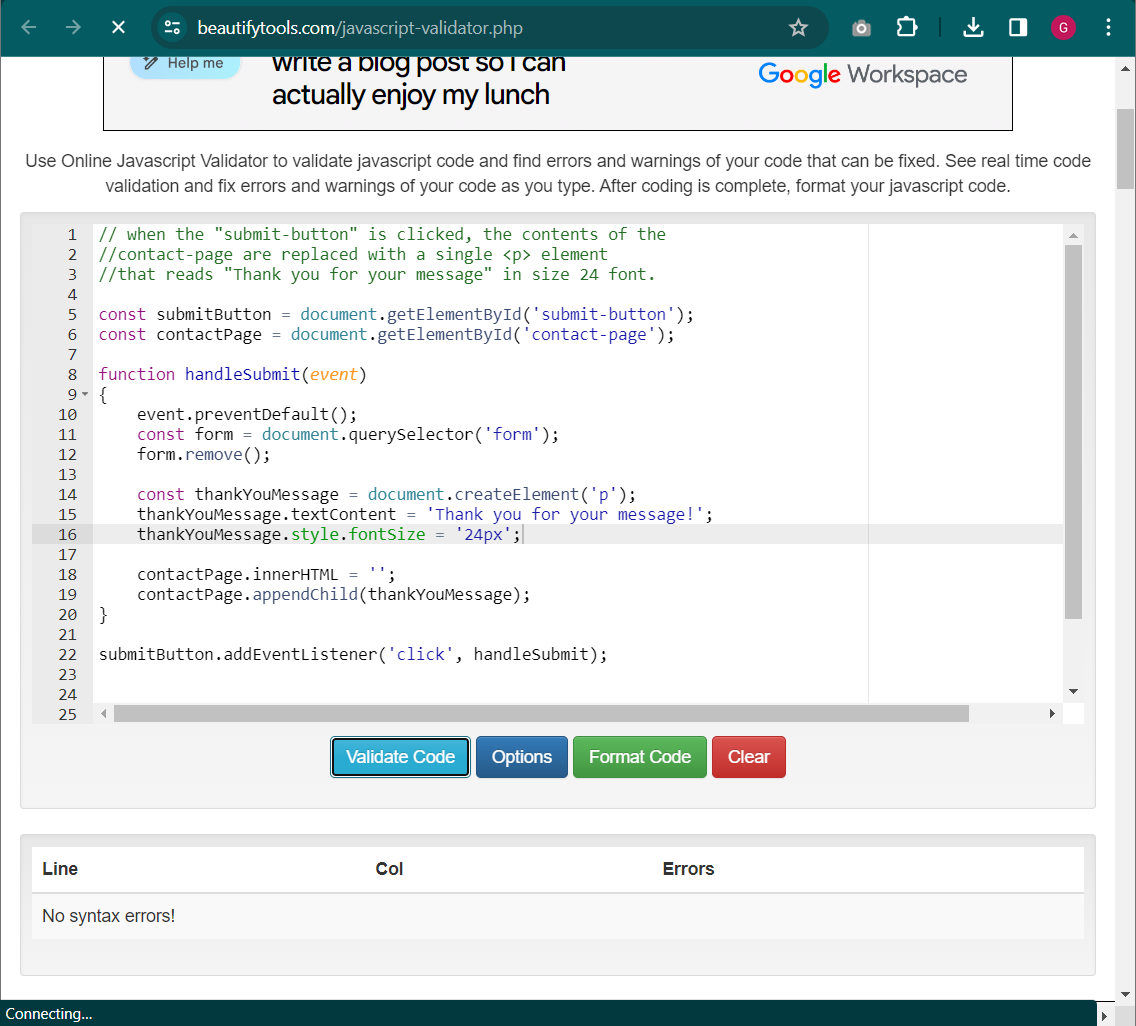 beautifytools.com/javascript-validator.php
G
Help me
write a blog post so I can
actually enjoy my lunch
Google Workspace
Use Online Javascript Validator to validate javascript code and find errors and warnings of your code that can be fixed. See real time code
validation and fix errors and warnings of your code as you type. After coding is complete, format your javascript code.
1 // when the "submit-button" is clicked, the contents of the
2 //contact-page are replaced with a single <p> element
3 //that reads "Thank you for your message" in size 24 font.
4
5 const submitButton = document.getElementById('submit-button');
6 const contactPage = document.getElementById('contact-page');
7
8 function handleSubmit(event)
9 {
10     event.preventDefault();
11     const form = document.querySelector('form');
12     form.remove();
13
14     const thankYouMessage = document.createElement('p');
15     thankYouMessage.textContent = 'Thank you for your message!';
16     thankYouMessage.style.fontSize = '24px';
17
18     contactPage.innerHTML = '';
19     contactPage.appendChild(thankYouMessage);
20 }
21
22 submitButton.addEventListener('click', handleSubmit);
23
24
25
Validate Code Options Format Code Clear
Line Col Errors
No syntax errors!
Connecting...